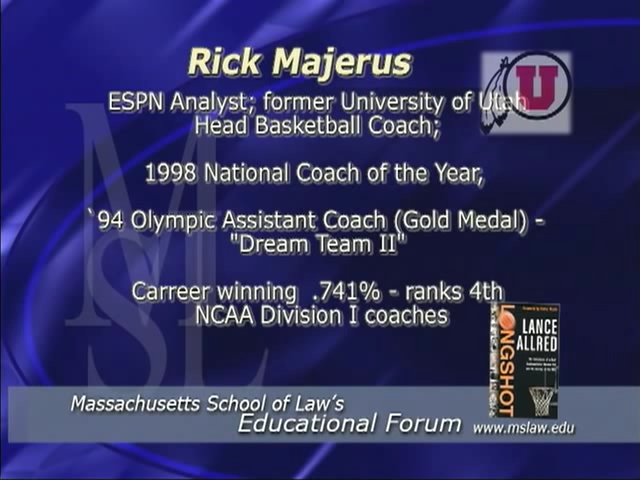 Rick Majerus
ESPN Analyst; former University of Utah
Head Basketball Coach;
1998 National Coach of the Year,
`94 Olympic Assistant Coach (Gold Medal) -
"Dream Team II"
Carreer winning .741% - ranks 4th
NCAA Division I coaches
U
MSL
LONGSHOT
LANCE
ALLRED
Massachusetts School of Law's
Educational Forum
www.mslaw.edu